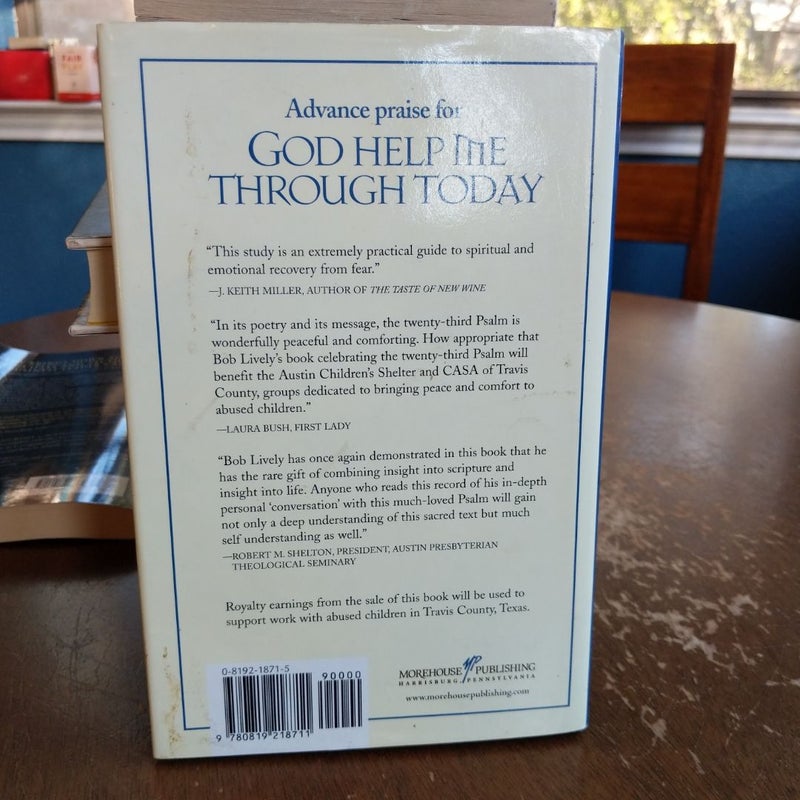 Advance praise for
GOD HELP ME
THROUGH TODAY
“This study is an extremely practical guide to spiritual and
emotional recovery from fear.”
—J. KEITH MILLER, AUTHOR OF THE TASTE OF NEW WINE
“In its poetry and its message, the twenty-third Psalm is
wonderfully peaceful and comforting. How appropriate that
Bob Lively’s book celebrating the twenty-third Psalm will
benefit the Austin Children’s Shelter and CASA of Travis
County, groups dedicated to bringing peace and comfort to
abused children.”
—LAURA BUSH, FIRST LADY
“Bob Lively has once again demonstrated in this book that he
has the rare gift of combining insight into scripture and
insight into life. Anyone who reads this record of his in-depth
personal ‘conversation’ with this much-loved Psalm will gain
not only a deep understanding of this sacred text but much
self understanding as well.”
—ROBERT M. SHELTON, PRESIDENT, AUSTIN PRESBYTERIAN
THEOLOGICAL SEMINARY
Royalty earnings from the sale of this book will be used to
support work with abused children in Travis County, Texas.
0-8192-1871-5
90000
9 780819 218711
MOREHOUSE MP PUBLISHING
HARRISBURG, PENNSYLVANIA
www.morehousepublishing.com